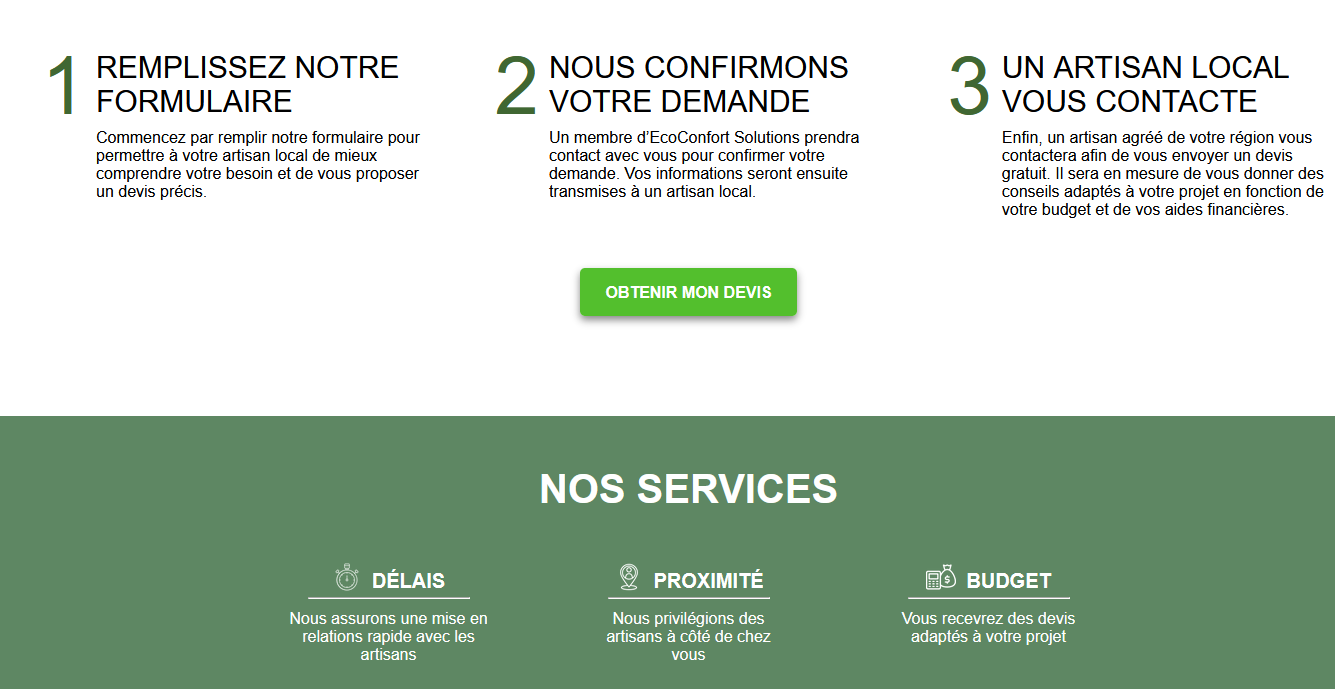 1
REMPLISSEZ NOTRE
FORMULAIRE
Commencez par remplir notre formulaire pour
permettre à votre artisan local de mieux
comprendre votre besoin et de vous proposer
un devis précis.
2
NOUS CONFIRMONS
VOTRE DEMANDE
Un membre d’EcoConfort Solutions prendra
contact avec vous pour confirmer votre
demande. Vos informations seront ensuite
transmises à un artisan local.
3
UN ARTISAN LOCAL
VOUS CONTACTE
Enfin, un artisan agréé de votre région vous
contactera afin de vous envoyer un devis
gratuit. Il sera en mesure de vous donner des
conseils adaptés à votre projet en fonction de
votre budget et de vos aides financières.
OBTENIR MON DEVIS
NOS SERVICES
DÉLAIS
Nous assurons une mise en
relations rapide avec les
artisans
PROXIMITÉ
Nous privilégions des
artisans à côté de chez
vous
$
BUDGET
Vous recevrez des devis
adaptés à votre projet